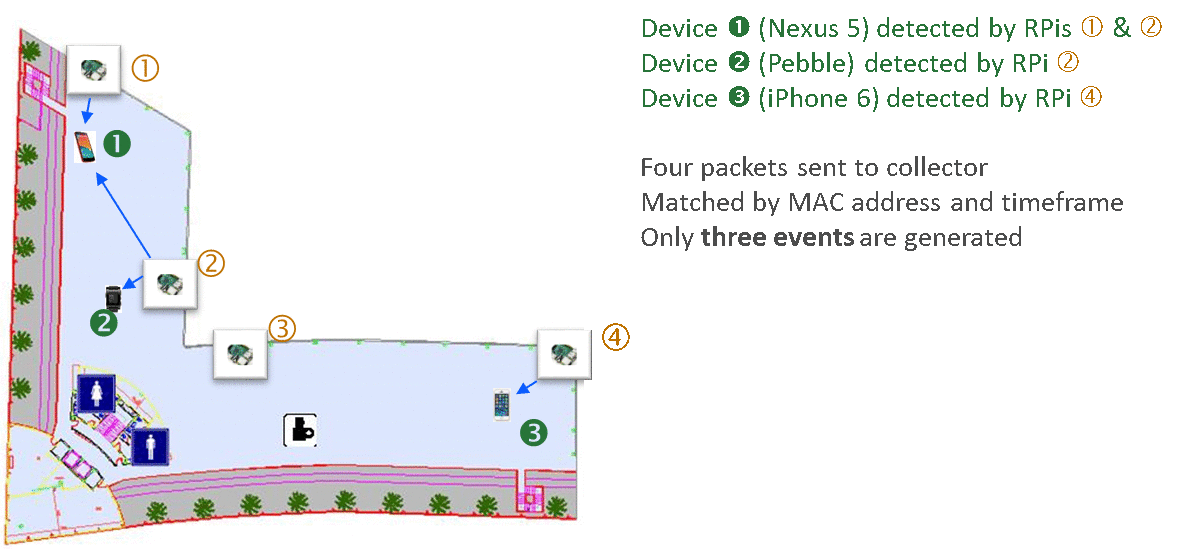 Device ❶ (Nexus 5) detected by RPis ① & ②
Device ❷ (Pebble) detected by RPi ②
Device ❸ (iPhone 6) detected by RPi ④
Four packets sent to collector
Matched by MAC address and timeframe
Only three events are generated
①
❶
②
❷
③
④
❸